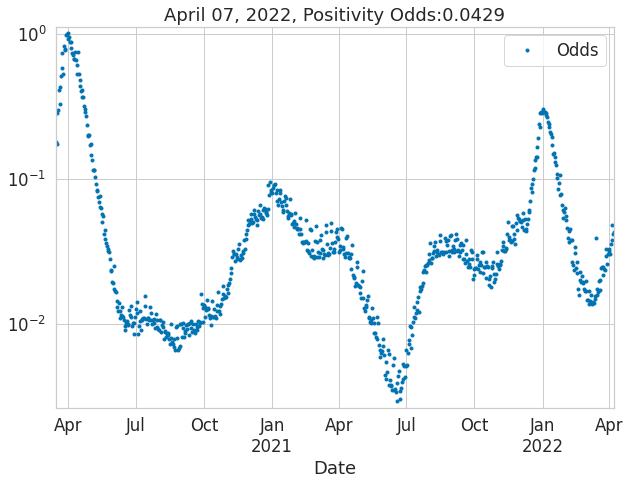 April 07, 2022, Positivity Odds:0.0429
Odds
10⁰
10⁻¹
10⁻²
Apr Jul Oct Jan Apr Jul Oct Jan Apr
2021 2022
Date